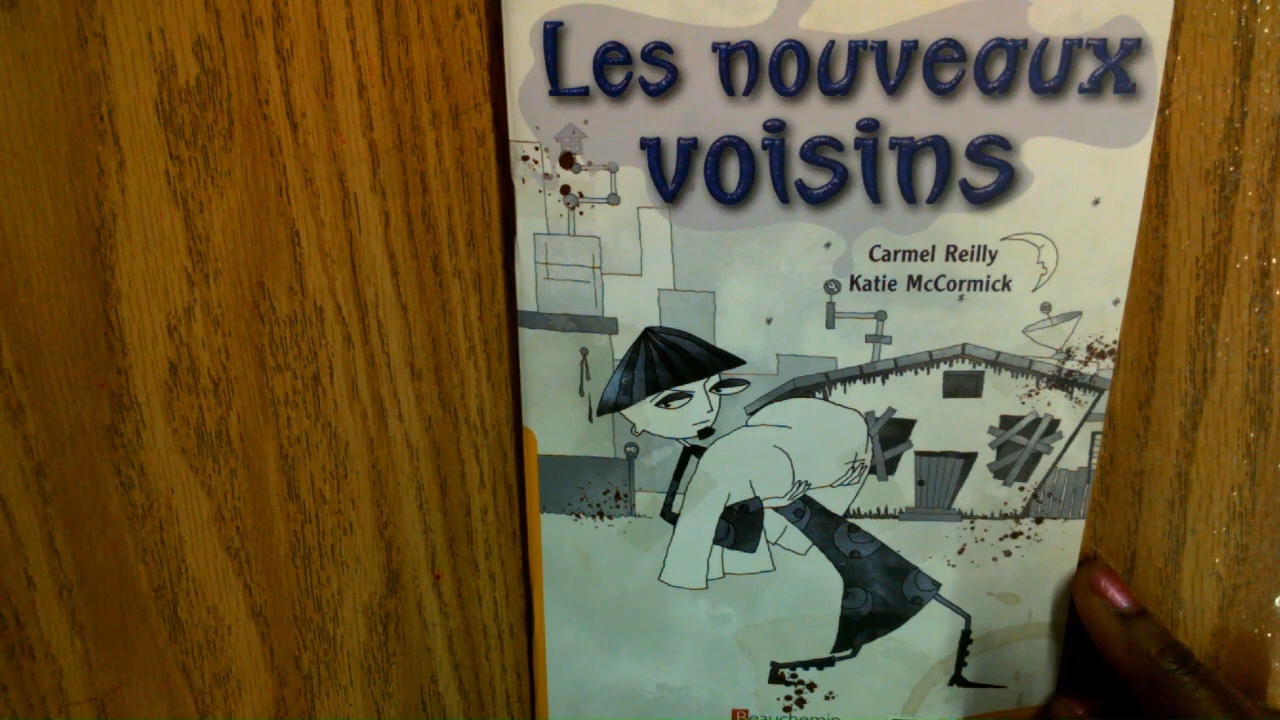 Les nouveaux
voisins
Carmel Reilly
Katie McCormick
Beauchemin